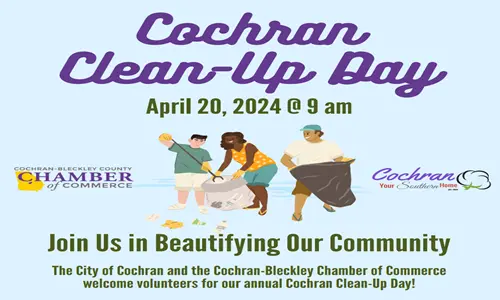 Cochran
Clean-Up Day
April 20, 2024 @ 9 am
COCHRAN-BLECKLEY COUNTY
CHAMBER
of COMMERCE
Cochran
Your Southern Home
Join Us in Beautifying Our Community
The City of Cochran and the Cochran-Bleckley Chamber of Commerce
welcome volunteers for our annual Cochran Clean-Up Day!